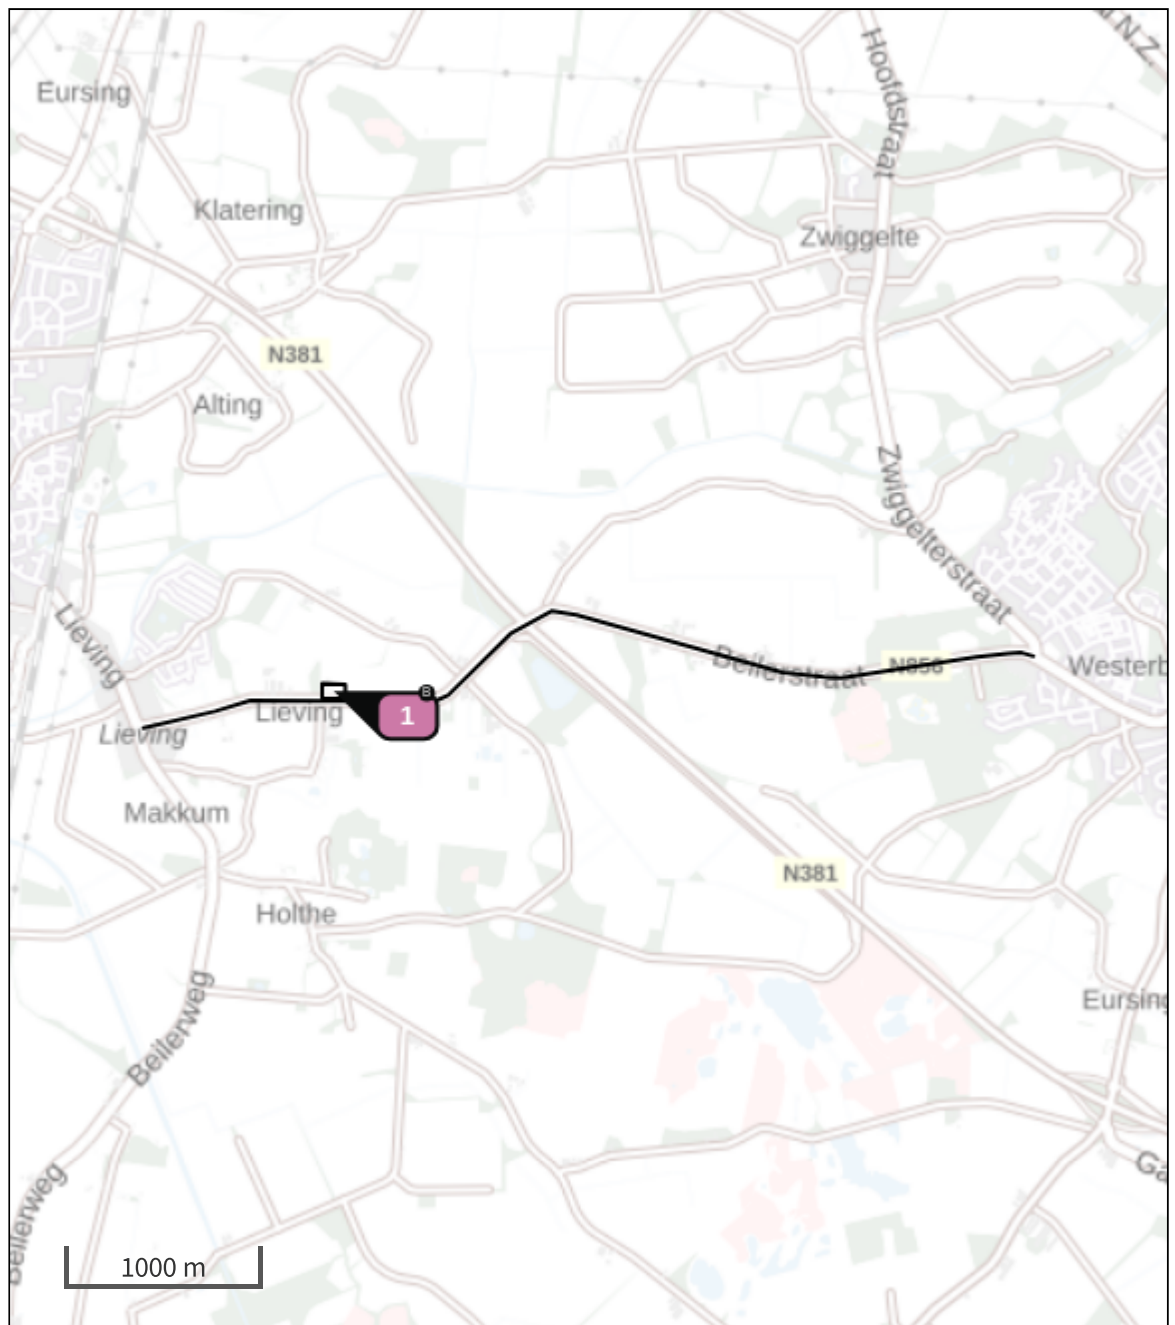 N.Z.
Hoofdstraat
Eursing
Klatering
Zwiggelte
N381
Alting
Zwiggelterstraat
Lieving
Beilerstraat
N856
Westerb
B
1
Lieving
Lieving
Makkum
N381
Holthe
Eursing
Beilerweg
Beilerweg
Ga
1000 m